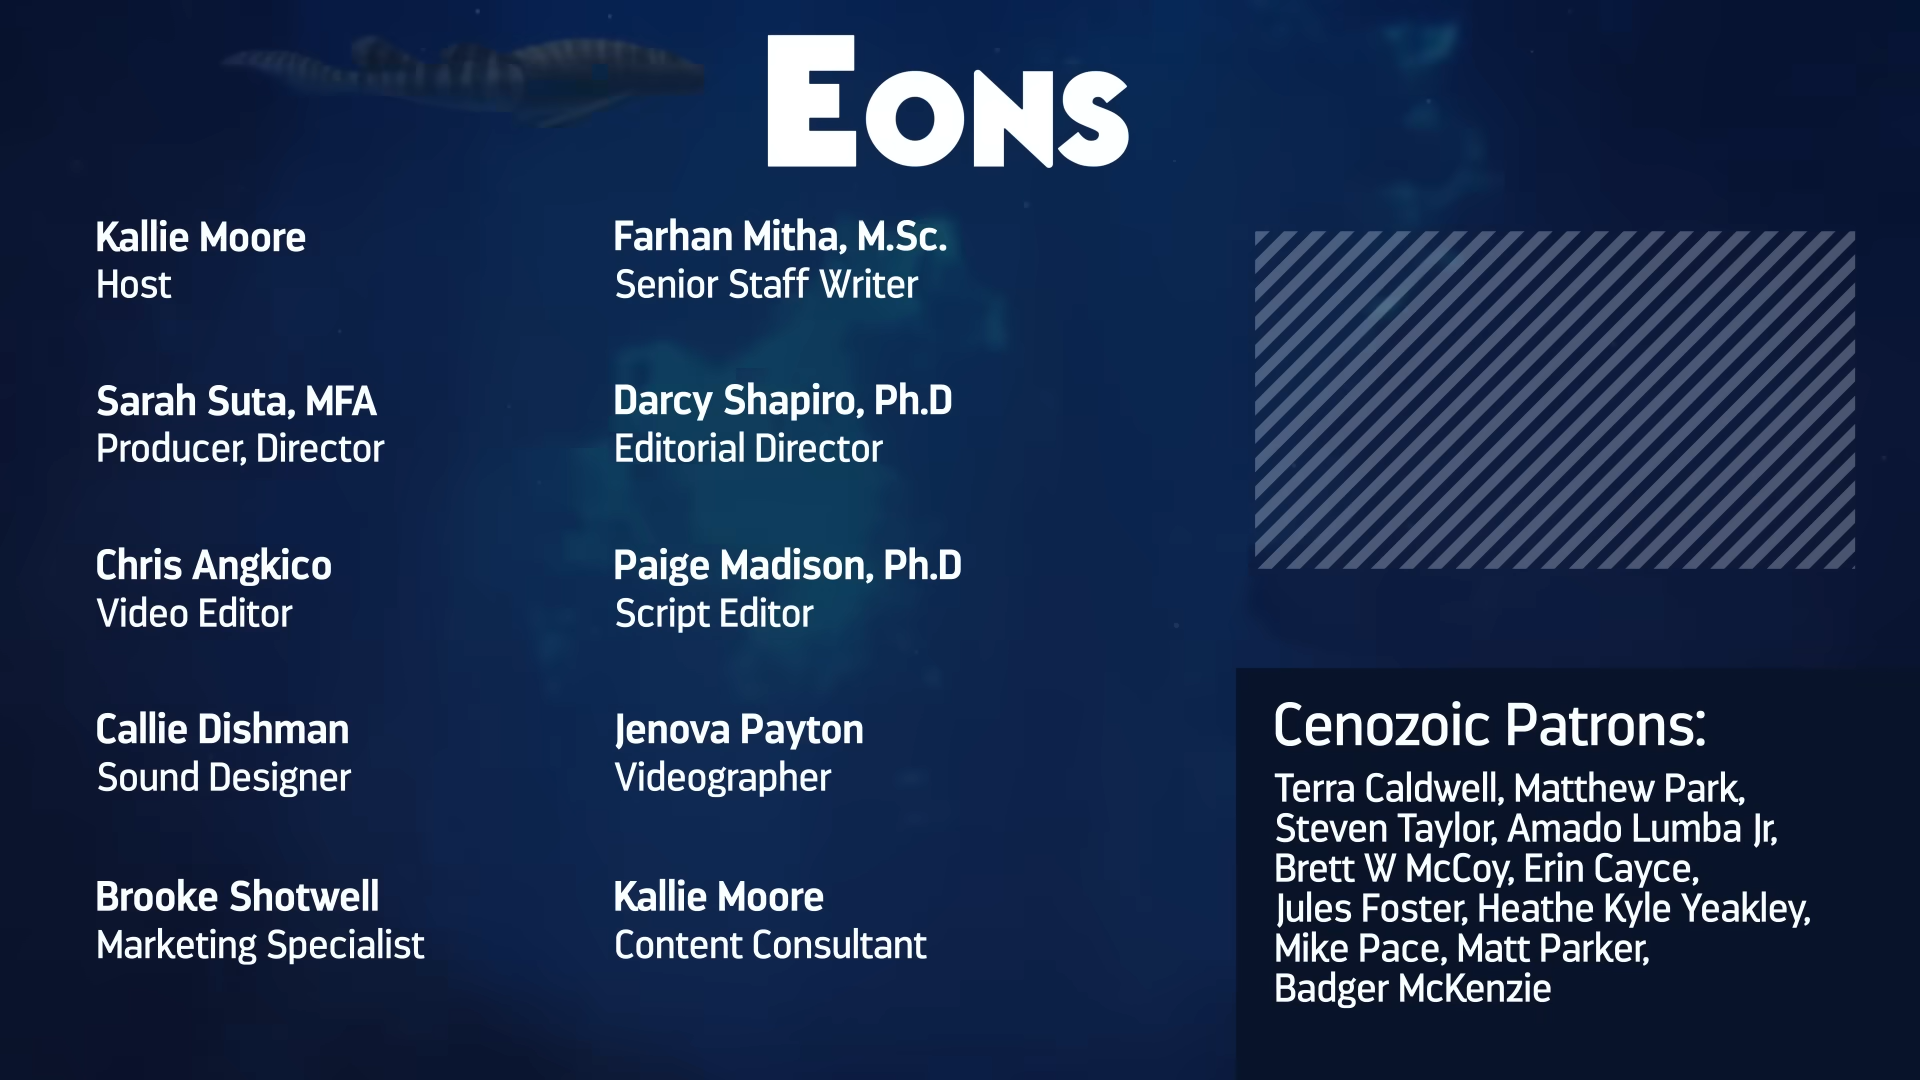 EONS
Kallie Moore
Host
Sarah Suta, MFA
Producer, Director
Chris Angkico
Video Editor
Callie Dishman
Sound Designer
Brooke Shotwell
Marketing Specialist
Farhan Mitha, M.Sc.
Senior Staff Writer
Darcy Shapiro, Ph.D
Editorial Director
Paige Madison, Ph.D
Script Editor
Jenova Payton
Videographer
Kallie Moore
Content Consultant
Cenozoic Patrons:
Terra Caldwell, Matthew Park,
Steven Taylor, Amado Lumba Jr,
Brett W McCoy, Erin Cayce,
Jules Foster, Heathe Kyle Yeakley,
Mike Pace, Matt Parker,
Badger McKenzie